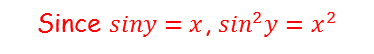 Since siny = x, sin²y = x²